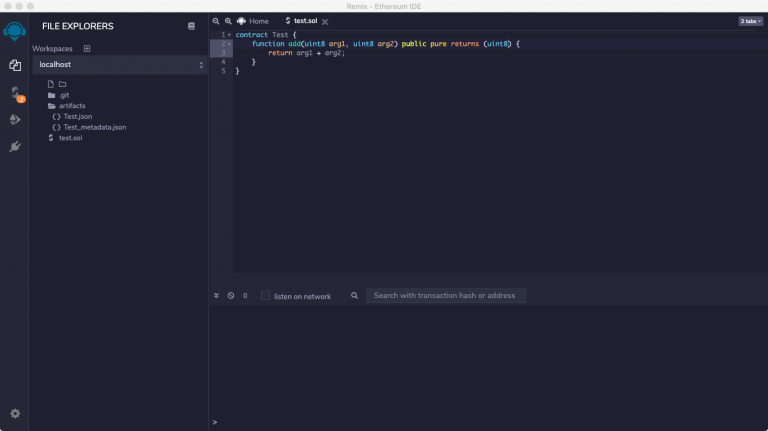 Remix - Ethereum IDE
FILE EXPLORERS
Workspaces
localhost
.git
artifacts
Test.json
Test_metadata.json
test.sol
2
Home
test.sol
2 tabs
1 contract Test {
2 function add(uint8 arg1, uint8 arg2) public pure returns (uint8) {
3 return arg1 + arg2;
4 }
5 }
0 listen on network Search with transaction hash or address
>